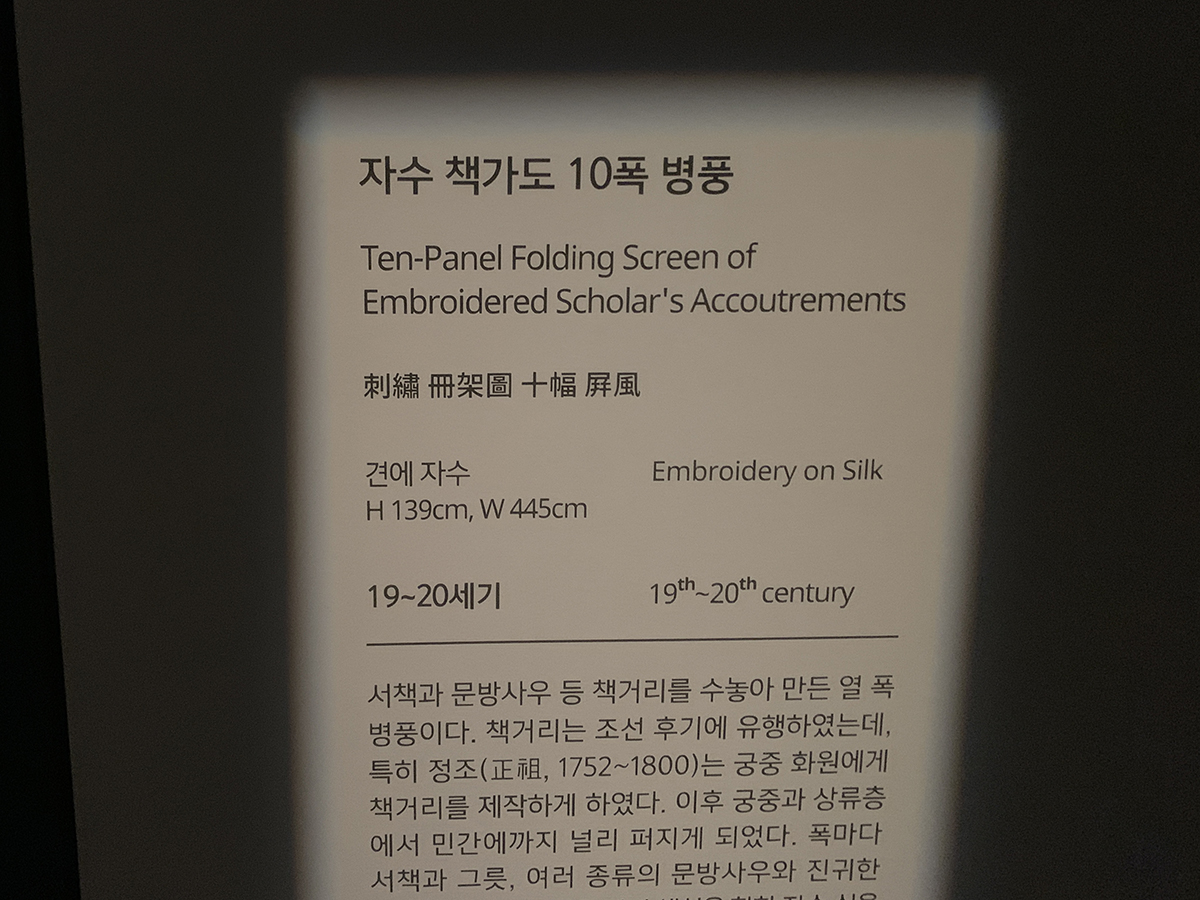 자수 책가도 10폭 병풍
Ten-Panel Folding Screen of
Embroidered Scholar's Accoutrements
刺繡 冊架圖 十幅 屛風
견에 자수 Embroidery on Silk
H 139cm, W 445cm
19~20세기 19th~20th century
서책과 문방사우 등 책거리를 수놓아 만든 열 폭
병풍이다. 책거리는 조선 후기에 유행하였는데,
특히 정조(正祖, 1752~1800)는 궁중 화원에게
책거리를 제작하게 하였다. 이후 궁중과 상류층
에서 민간에까지 널리 퍼지게 되었다. 폭마다
서책과 그릇, 여러 종류의 문방사우와 진귀한